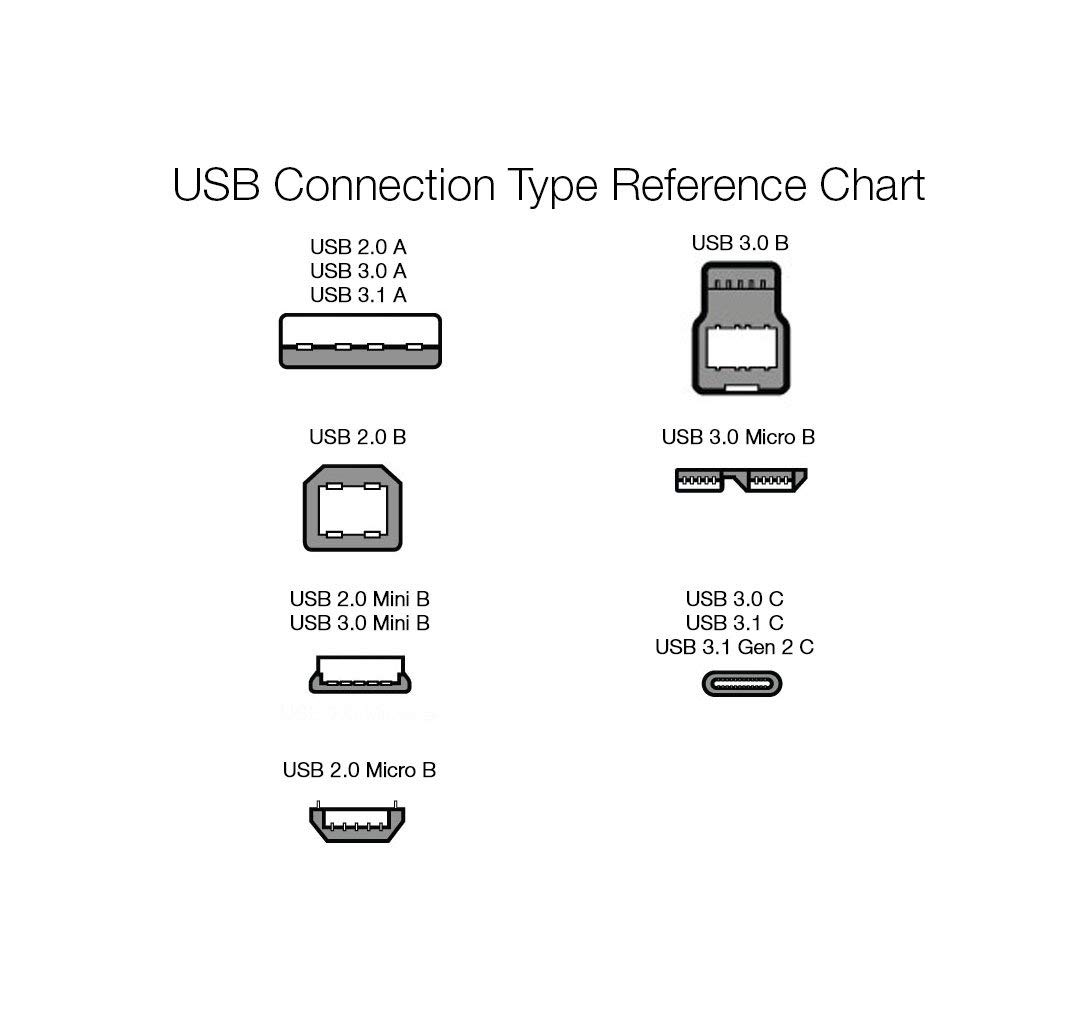 USB Connection Type Reference Chart
USB 2.0 A
USB 3.0 A
USB 3.1 A
USB 2.0 B
USB 2.0 Mini B
USB 3.0 Mini B
USB 2.0 Micro B
USB 3.0 B
USB 3.0 Micro B
USB 3.0 C
USB 3.1 C
USB 3.1 Gen 2 C